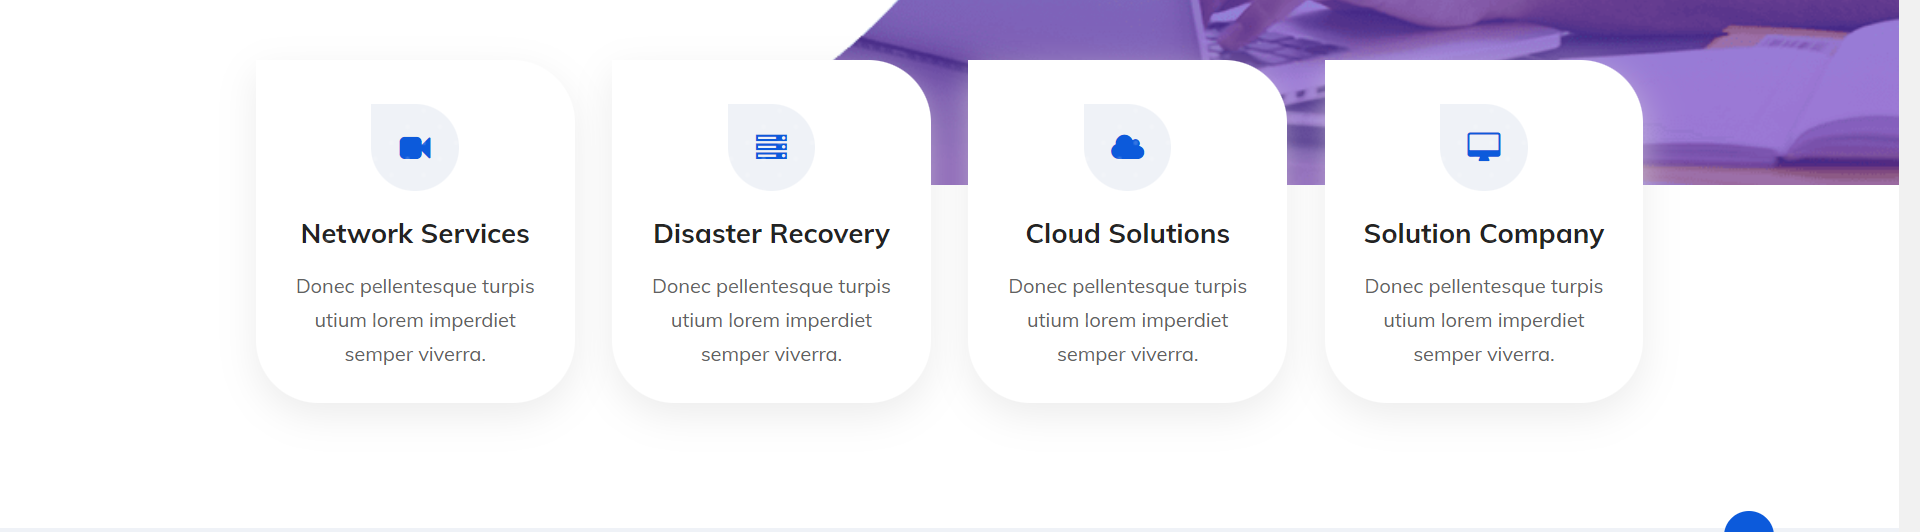 Network Services
Donec pellentesque turpis
utium lorem imperdiet
semper viverra.
Disaster Recovery
Donec pellentesque turpis
utium lorem imperdiet
semper viverra.
Cloud Solutions
Donec pellentesque turpis
utium lorem imperdiet
semper viverra.
Solution Company
Donec pellentesque turpis
utium lorem imperdiet
semper viverra.